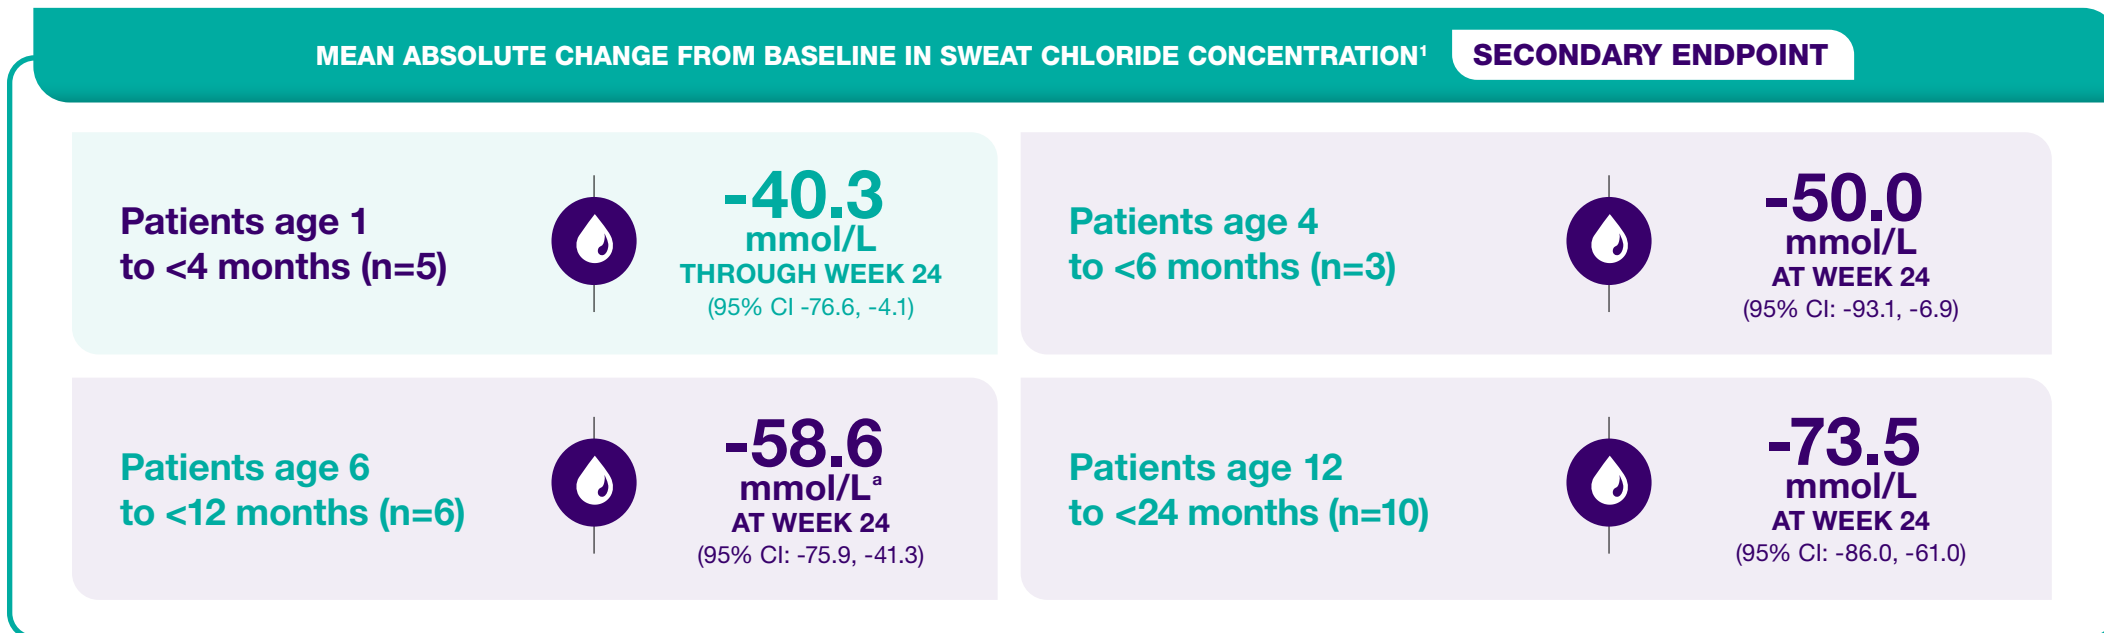 MEAN ABSOLUTE CHANGE FROM BASELINE IN SWEAT CHLORIDE CONCENTRATION¹ SECONDARY ENDPOINT
Patients age 1
to <4 months (n=5)
-40.3
mmol/L
THROUGH WEEK 24
(95% CI -76.6, -4.1)
Patients age 4
to <6 months (n=3)
-50.0
mmol/L
AT WEEK 24
(95% CI: -93.1, -6.9)
Patients age 6
to <12 months (n=6)
-58.6
mmol/Lᵃ
AT WEEK 24
(95% CI: -75.9, -41.3)
Patients age 12
to <24 months (n=10)
-73.5
mmol/L
AT WEEK 24
(95% CI: -86.0, -61.0)